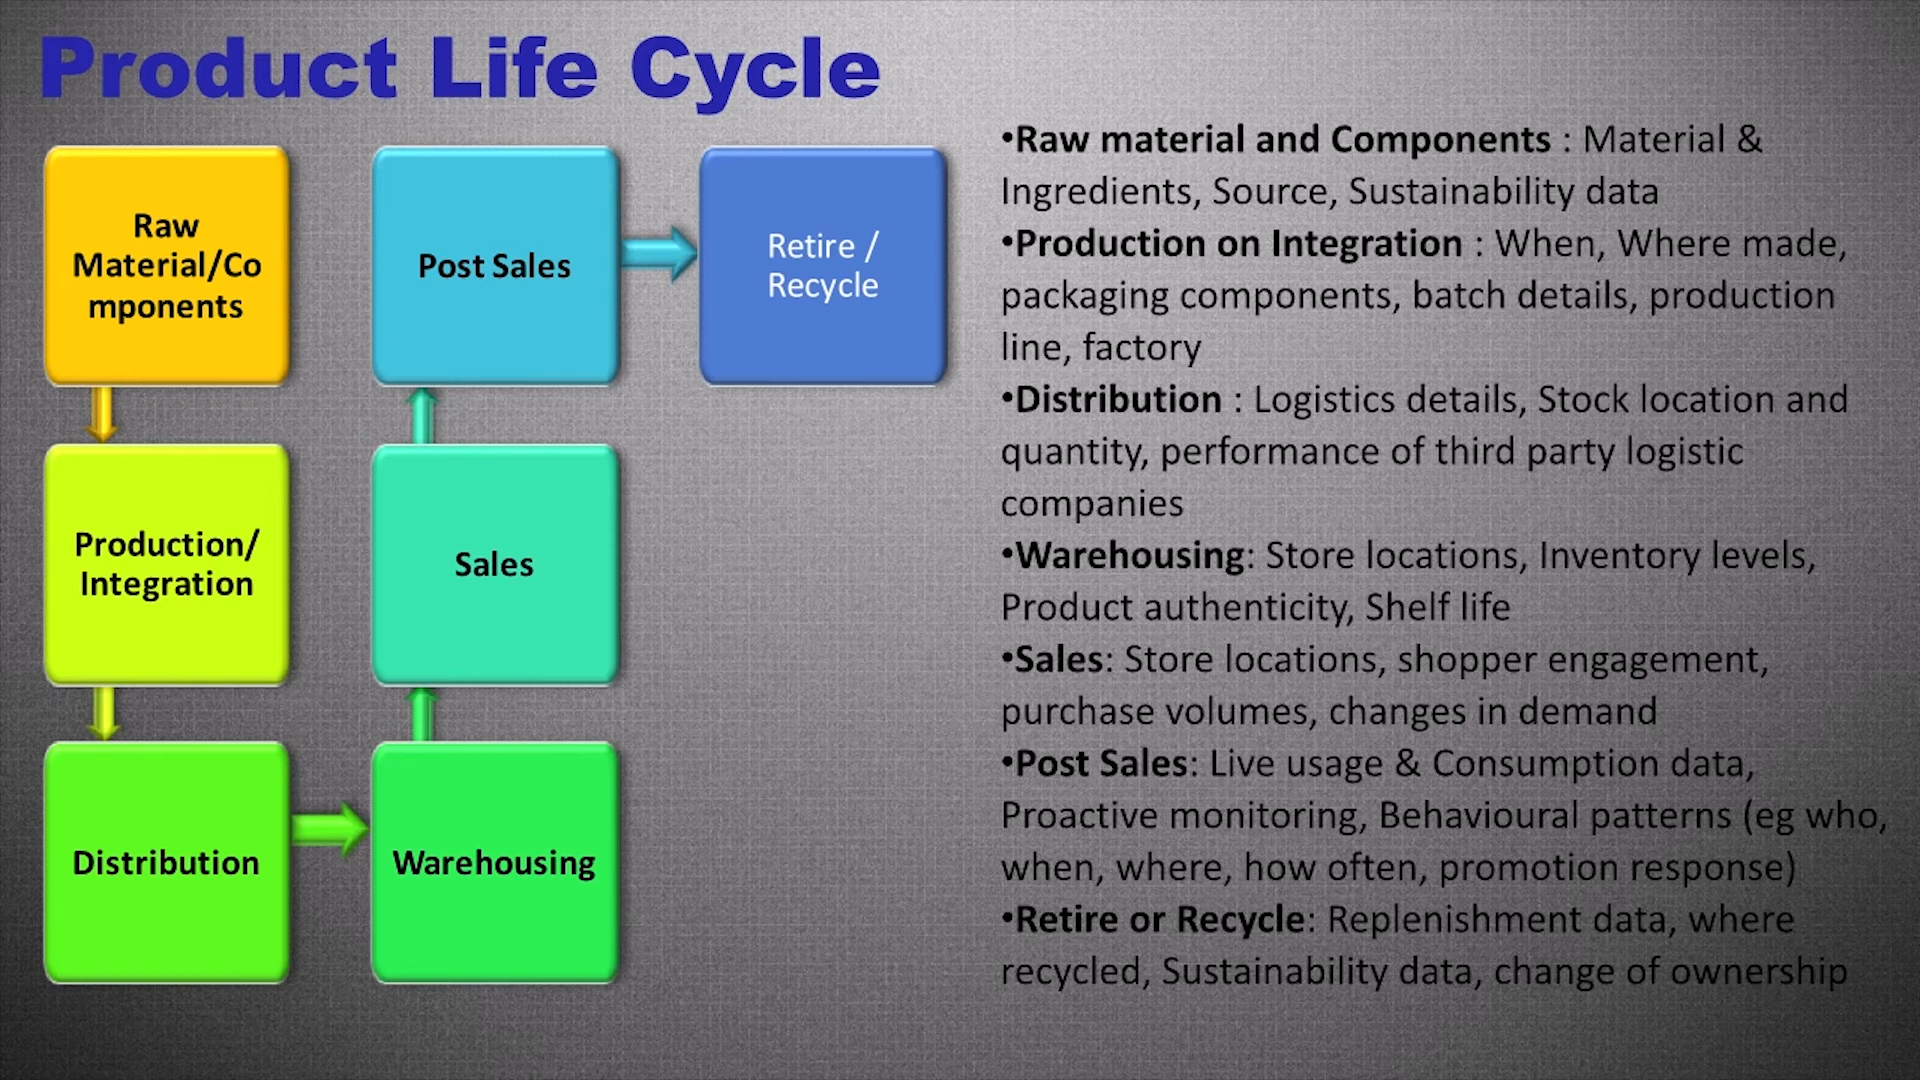 Product Life Cycle
Raw
Material/Co
mponents
Production/
Integration
Distribution
Warehousing
Sales
Post Sales
Retire /
Recycle
•Raw material and Components : Material &
Ingredients, Source, Sustainability data
•Production on Integration : When, Where made,
packaging components, batch details, production
line, factory
•Distribution : Logistics details, Stock location and
quantity, performance of third party logistic
companies
•Warehousing: Store locations, Inventory levels,
Product authenticity, Shelf life
•Sales: Store locations, shopper engagement,
purchase volumes, changes in demand
•Post Sales: Live usage & Consumption data,
Proactive monitoring, Behavioural patterns (eg who,
when, where, how often, promotion response)
•Retire or Recycle: Replenishment data, where
recycled, Sustainability data, change of ownership